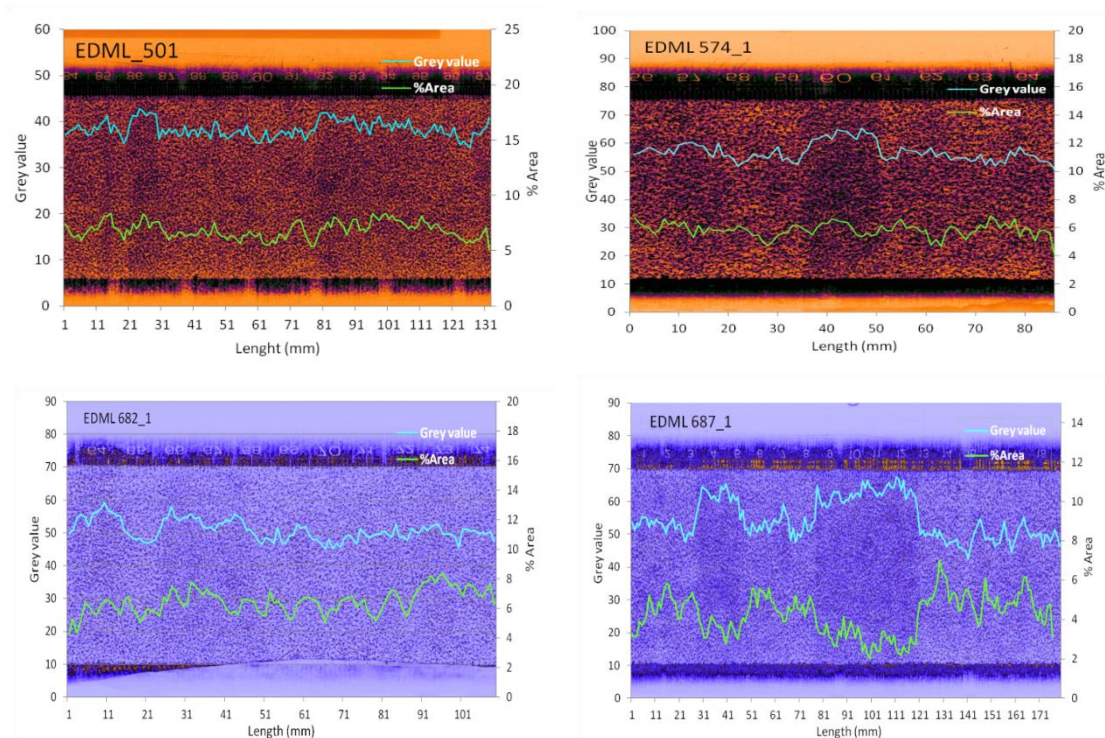 EDML_501
Grey value
%Area
60
50
40
30
20
10
0
25
20
15
10
5
0
Grey value
% Area
1 11 21 31 41 51 61 71 81 91 101 111 121 131
Lenght (mm)
EDML 574_1
Grey value
%Area
100
90
80
70
60
50
40
30
20
10
0
20
18
16
14
12
10
8
6
4
2
0
Grey value
% Area
0 10 20 30 40 50 60 70 80
Length (mm)
EDML 682_1
Grey value
%Area
90
80
70
60
50
40
30
20
10
0
20
18
16
14
12
10
8
6
4
2
0
Grey value
% Area
1 11 21 31 41 51 61 71 81 91 101
Length (mm)
EDML 687_1
Grey value
%Area
90
80
70
60
50
40
30
20
10
0
14
12
10
8
6
4
2
0
Grey value
% Area
1 11 21 31 41 51 61 71 81 91 101 111 121 131 141 151 161 171
Length (mm)